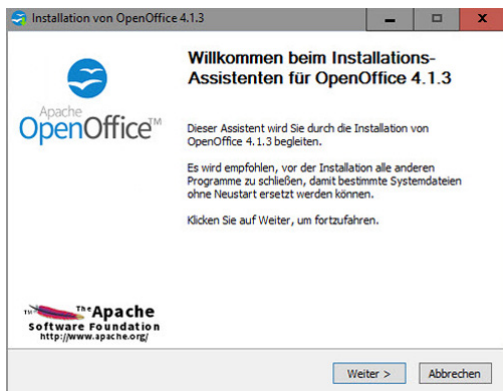 Installation von OpenOffice 4.1.3
Willkommen beim Installations-
Assistenten für OpenOffice 4.1.3
Apache
OpenOffice™
Dieser Assistent wird Sie durch die Installation von
OpenOffice 4.1.3 begleiten.
Es wird empfohlen, vor der Installation alle anderen
Programme zu schließen, damit bestimmte Systemdateien
ohne Neustart ersetzt werden können.
Klicken Sie auf Weiter, um fortzufahren.
TM The Apache
Software Foundation
http://www.apache.org/
Weiter > Abbrechen